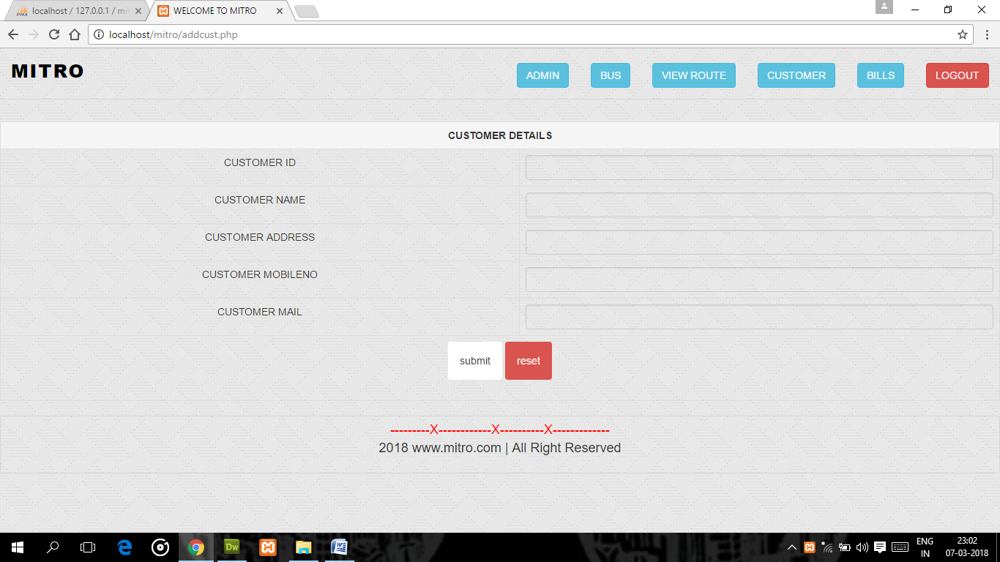 localhost / 127.0.0.1 / mi
WELCOME TO MITRO
localhost/mitro/addcust.php
MITRO
ADMIN
BUS
VIEW ROUTE
CUSTOMER
BILLS
LOGOUT
CUSTOMER DETAILS
CUSTOMER ID
CUSTOMER NAME
CUSTOMER ADDRESS
CUSTOMER MOBILENO
CUSTOMER MAIL
submit
reset
---------X------------X----------X-------------
2018 www.mitro.com | All Right Reserved
Dw
ENG
IN
23:02
07-03-2018